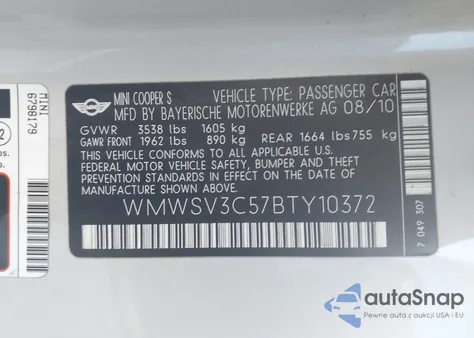 MINI
6798179
MINI COOPER S
VEHICLE TYPE: PASSENGER CAR
MFD BY BAYERISCHE MOTORENWERKE AG 08/10
GVWR 3538 lbs 1605 kg
GAWR FRONT 1962 lbs 890 kg REAR 1664 lbs 755 kg
THIS VEHICLE CONFORMS TO ALL APPLICABLE U.S.
FEDERAL MOTOR VEHICLE SAFETY, BUMPER AND THEFT
PREVENTION STANDARDS IN EFFECT ON THE DATE OF
MANUFACTURE SHOWN ABOVE.
WMWSV3C57BTY10372
7 049 307
autoSnap
Pewne auta z aukcji USA i EU